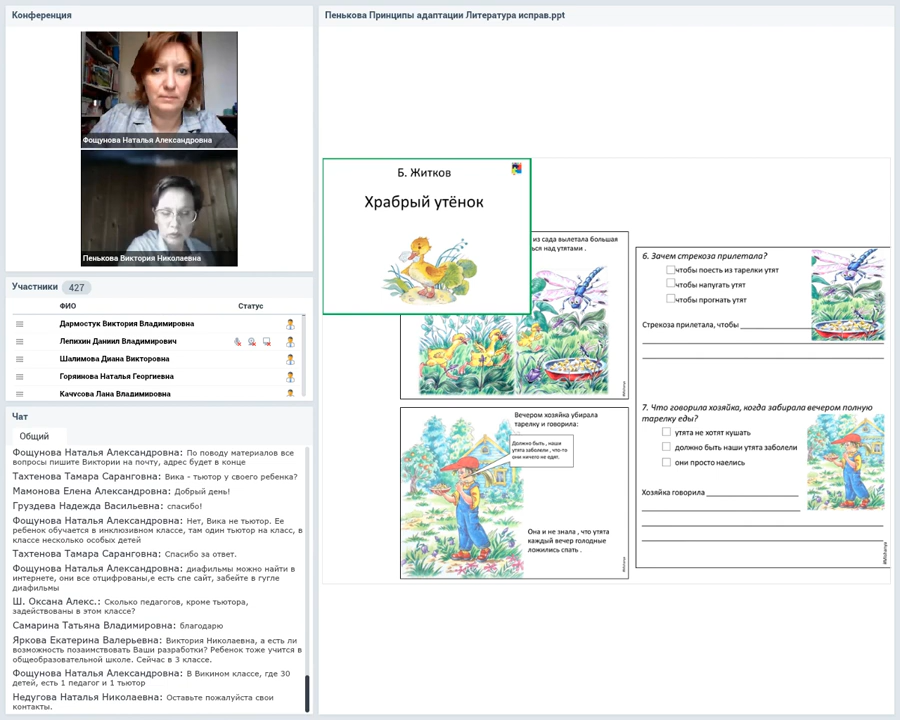 Конференция
Фощунова Наталья Александровна
Пенькова Виктория Николаевна
Участники 427
ФИО Статус
Дармостук Виктория Владимировна
Лепихин Даниил Владимирович
Шалимова Диана Викторовна
Горяинова Наталья Георгиевна
Качусова Лана Владимировна
Чат
Общий
Фощунова Наталья Александровна: По поводу материалов все
вопросы пишите Виктории на почту, адрес будет в конце
Тахтенова Тамара Саранговна: Вика - тьютор у своего ребенка?
Мамонова Елена Александровна: Добрый день!
Груздева Надежда Васильевна: спасибо!
Фощунова Наталья Александровна: Нет, Вика не тьютор. Ее
ребенок обучается в инклюзивном классе, там один тьютор на класс, в
классе несколько особых детей
Тахтенова Тамара Саранговна: Спасибо за ответ.
Фощунова Наталья Александровна: диафильмы можно найти в
интернете, они все отцифрованы,е есть спе сайт, забейте в гугле
диафильмы
Ш. Оксана Алекс.: Сколько педагогов, кроме тьютора,
задействованы в этом классе?
Самарина Татьяна Владимировна: благодарю
Яркова Екатерина Валерьевна: Виктория Николаевна, а есть ли
возможность позаимствовать Ваши разработки? Ребенок тоже учится в
общеобразовательной школе. Сейчас в 3 классе.
Фощунова Наталья Александровна: В Викином классе, где 30
детей, есть 1 педагог и 1 тьютор
Недугова Наталья Николаевна: Оставьте пожалуйста свои
контакты.
Пенькова Принципы адаптации Литература исправ.ppt
Б. Житков
Храбрый утёнок
из сада вылетала большая
ься над утятами .
Вечером хозяйка убирала
тарелку и говорила:
Должно быть , наши
утята заболели , что-то
они ничего не едят.
Она и не знала , что утята
каждый вечер голодные
ложились спать .
6. Зачем стрекоза прилетала?
чтобы поесть из тарелки утят
чтобы напугать утят
чтобы прогнать утят
Стрекоза прилетала, чтобы
7. Что говорила хозяйка, когда забирала вечером полную
тарелку еды?
утята не хотят кушать
должно быть наши утята заболели
они просто наелись
Хозяйка говорила